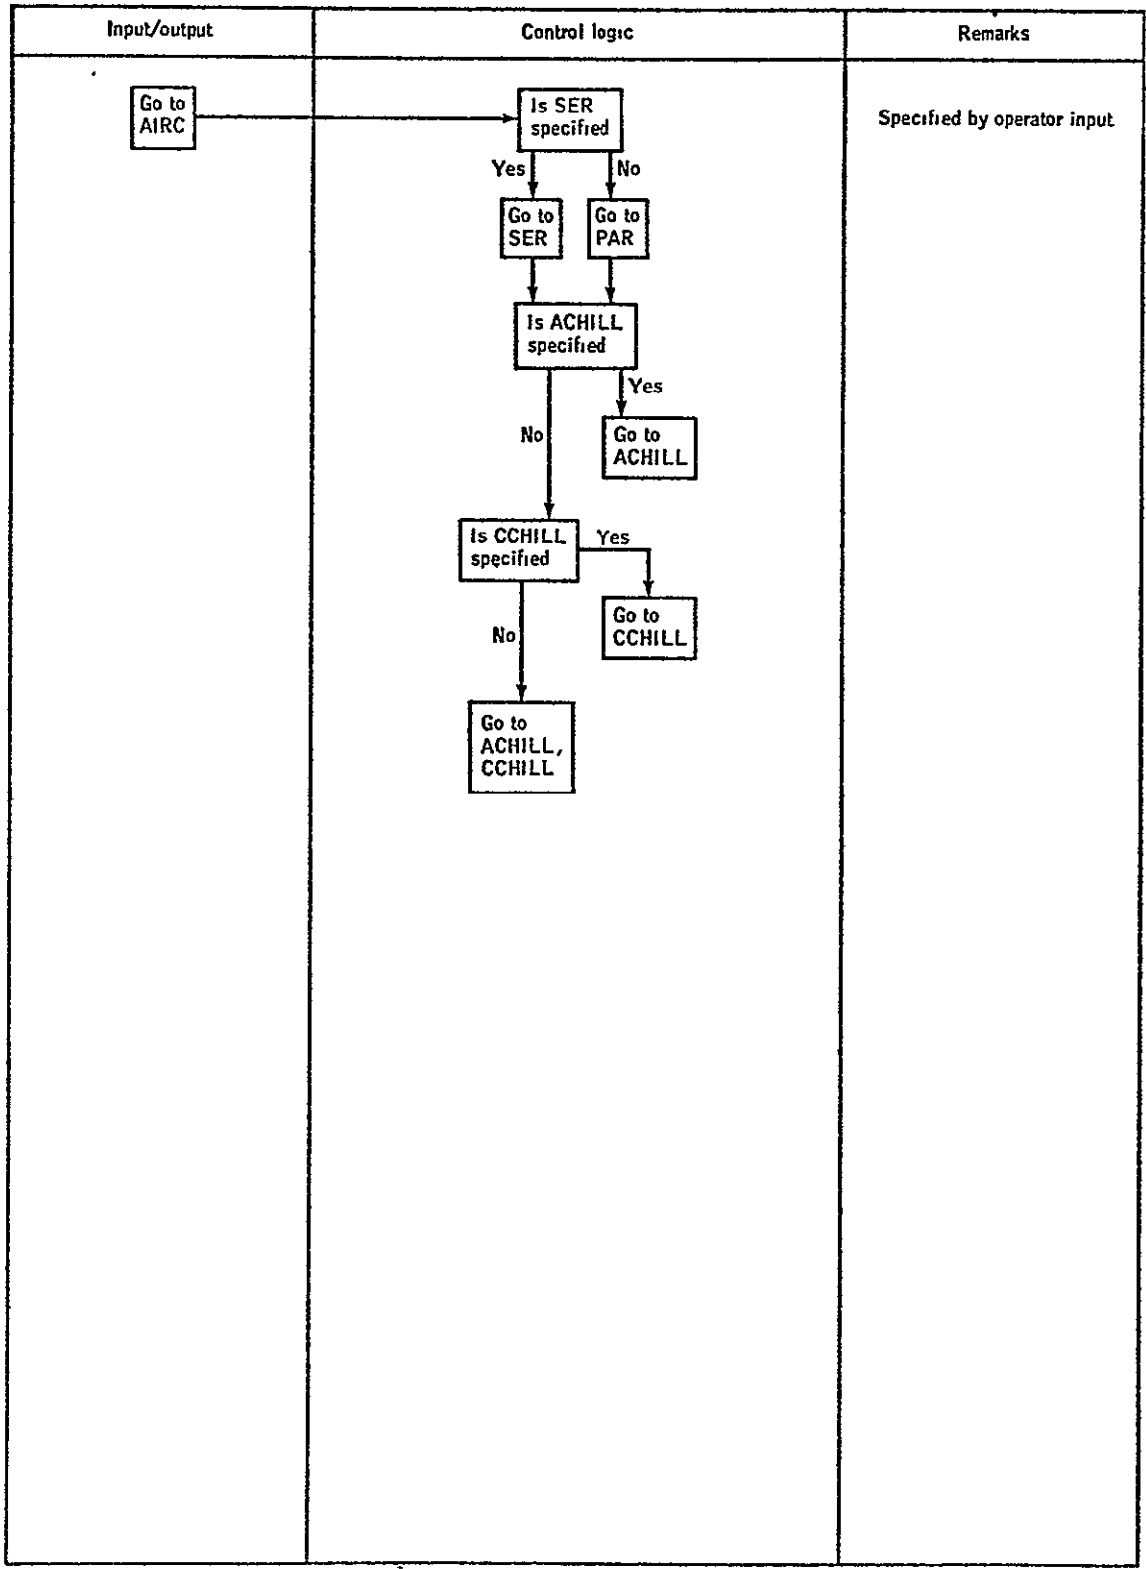 Input/output
Control logic
Remarks
Go to
AIRC
Is SER
specified
Specified by operator input
Yes
No
Go to
SER
Go to
PAR
Is ACHILL
specified
Yes
No
Go to
ACHILL
Is CCHILL
specified
Yes
Go to
CCHILL
No
Go to
ACHILL,
CCHILL